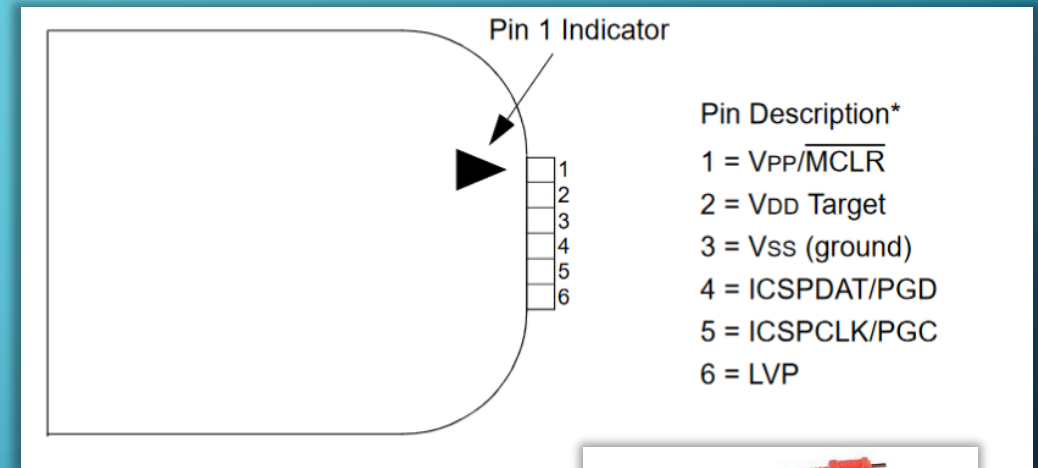 Pin 1 Indicator
1
2
3
4
5
6
Pin Description*
1 = VPP/M̅C̅L̅R̅
2 = VDD Target
3 = Vss (ground)
4 = ICSPDAT/PGD
5 = ICSPCLK/PGC
6 = LVP